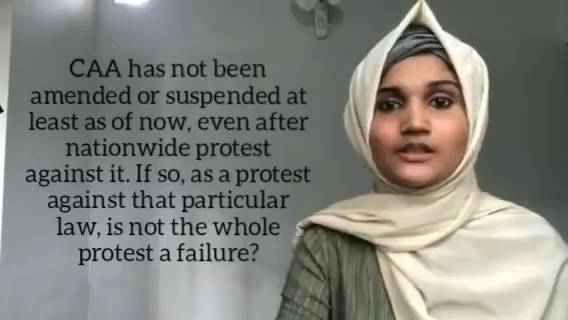 CAA has not been
amended or suspended at
least as of now, even after
nationwide protest
against it. If so, as a protest
against that particular
law, is not the whole
protest a failure?